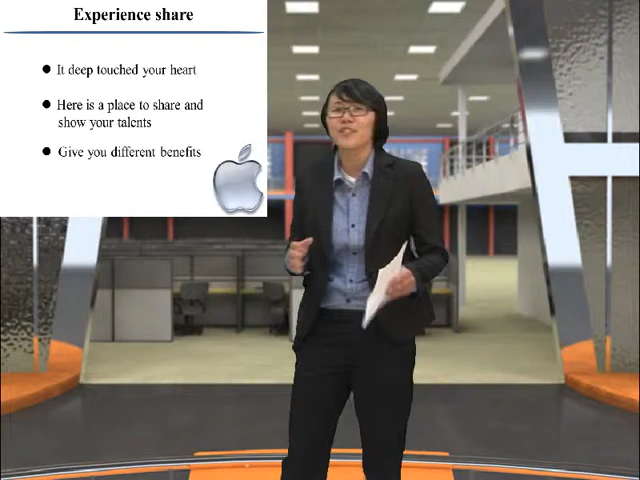 Experience share
It deep touched your heart
Here is a place to share and
show your talents
Give you different benefits